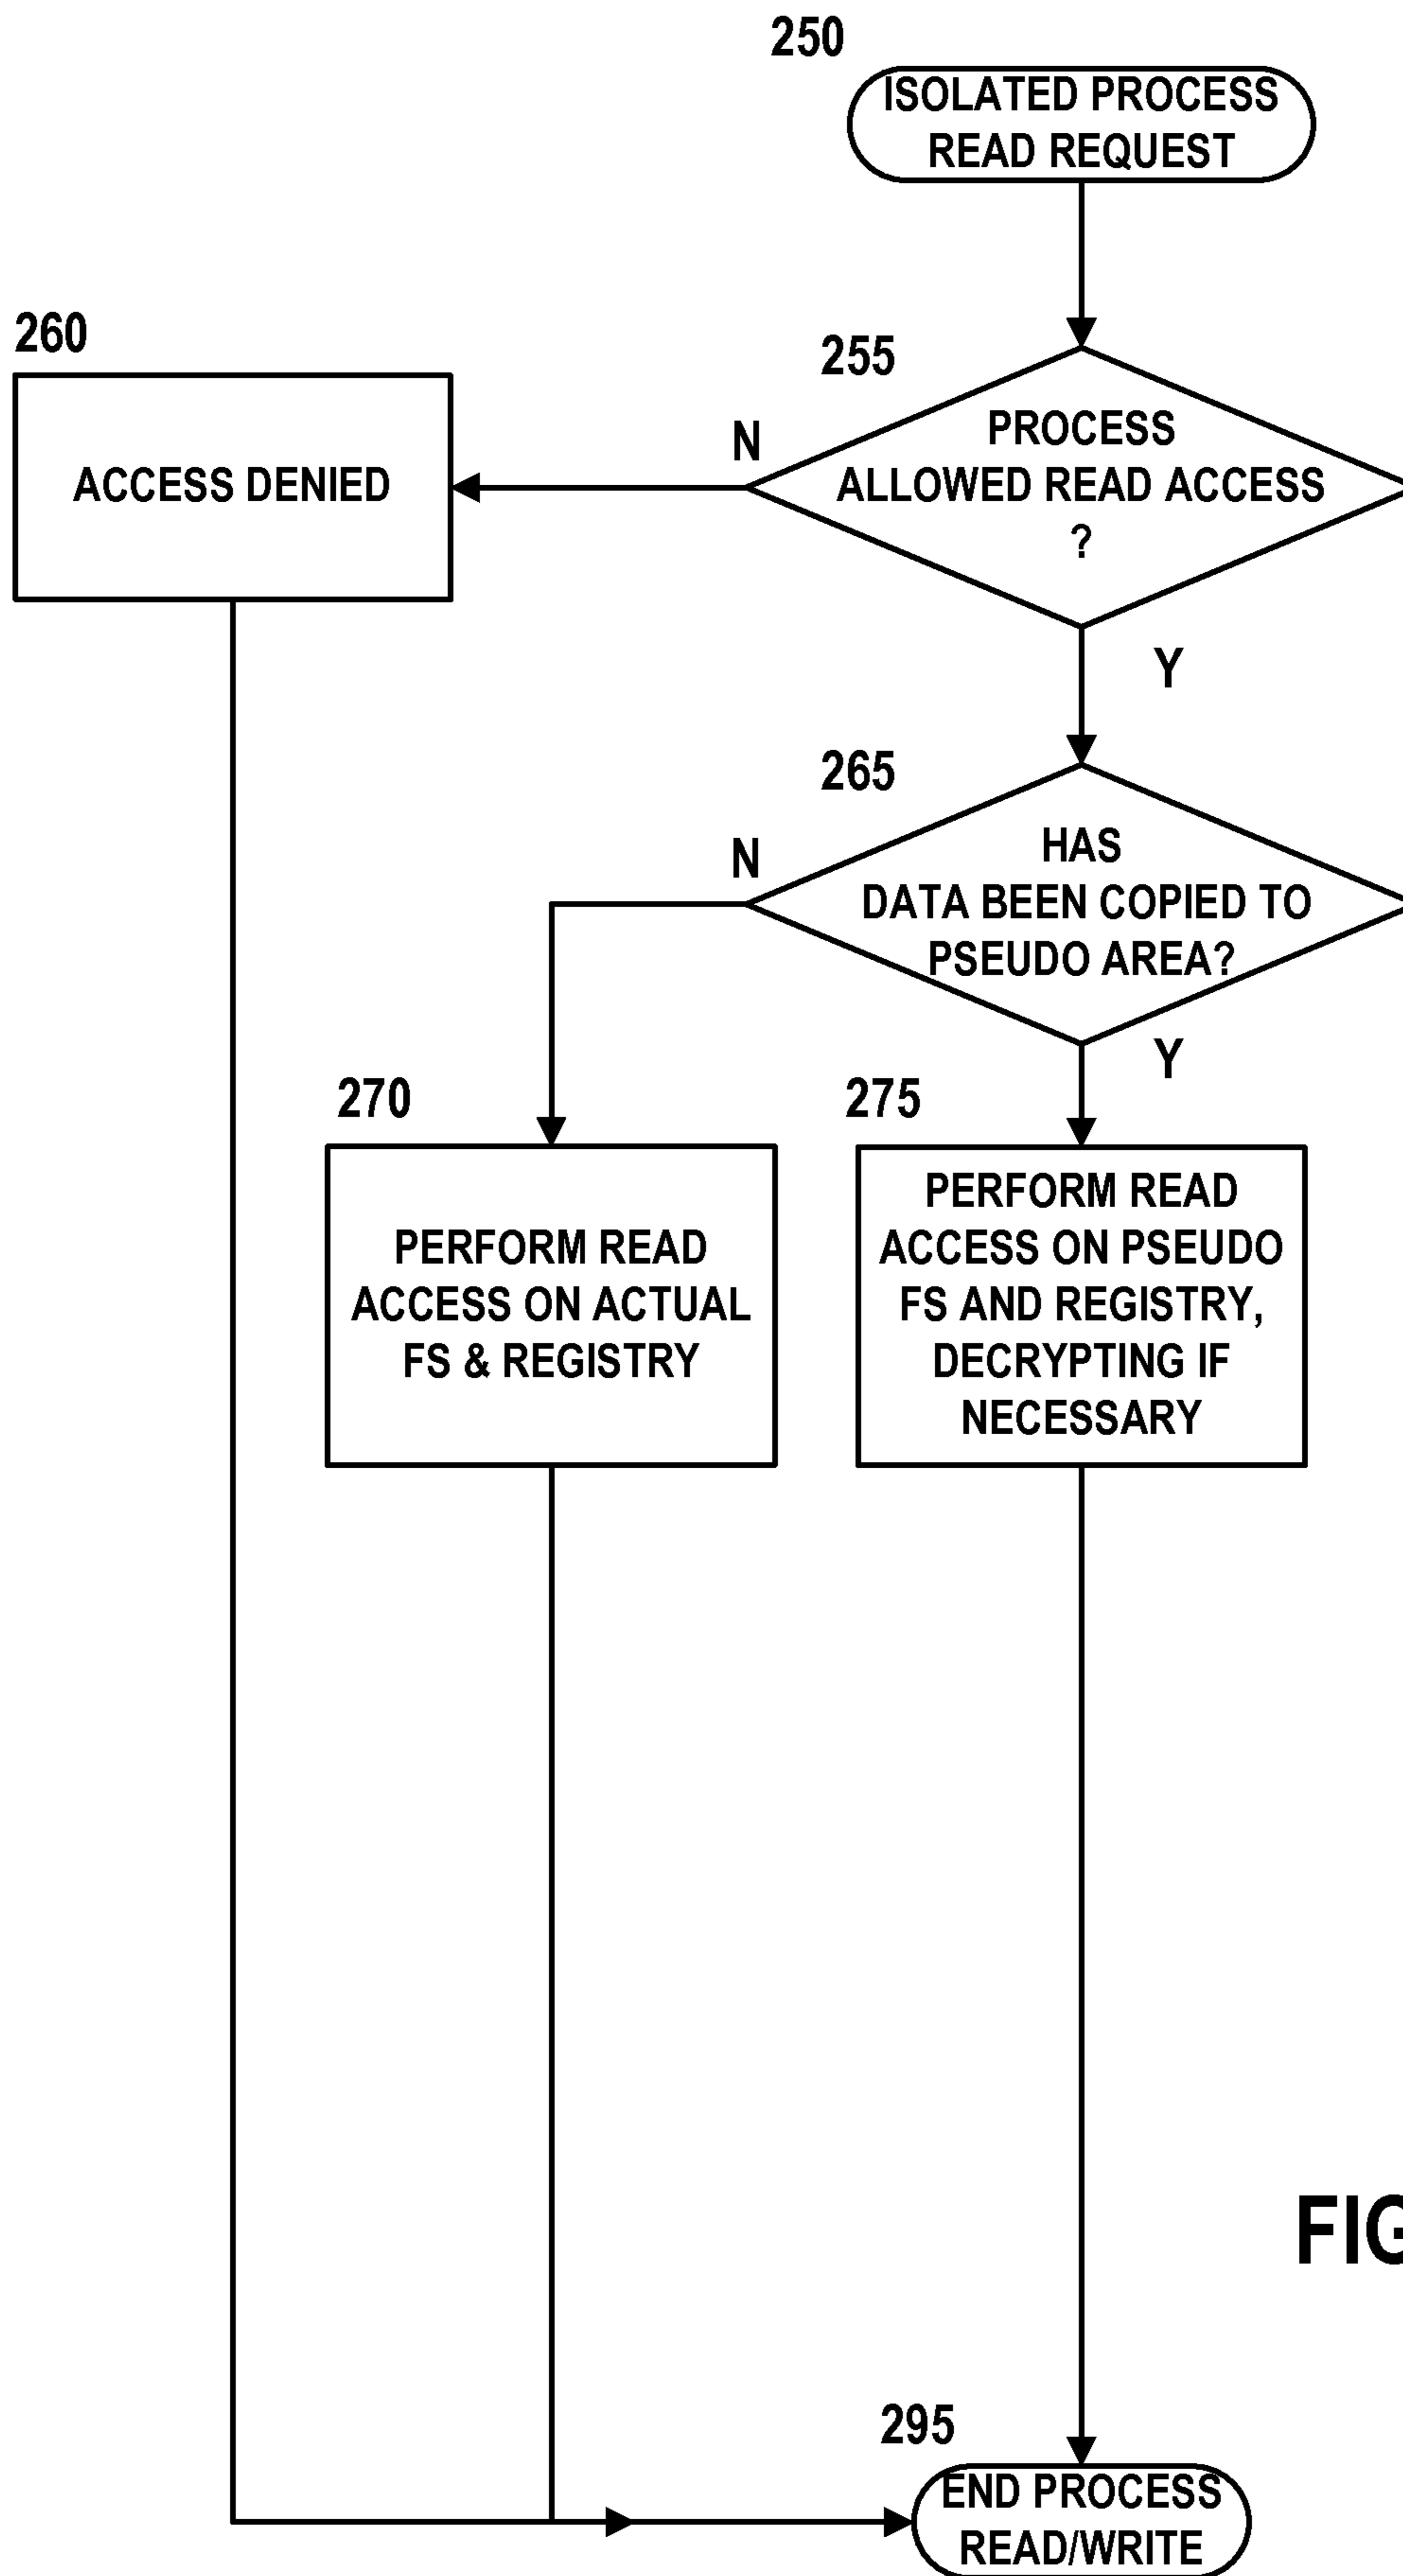 250
ISOLATED PROCESS
READ REQUEST
260
255
N
PROCESS
ALLOWED READ ACCESS
?
ACCESS DENIED
Y
265
N
HAS
DATA BEEN COPIED TO
PSEUDO AREA?
Y
270
275
PERFORM READ
ACCESS ON ACTUAL
FS & REGISTRY
PERFORM READ
ACCESS ON PSEUDO
FS AND REGISTRY,
DECRYPTING IF
NECESSARY
295
END PROCESS
READ/WRITE